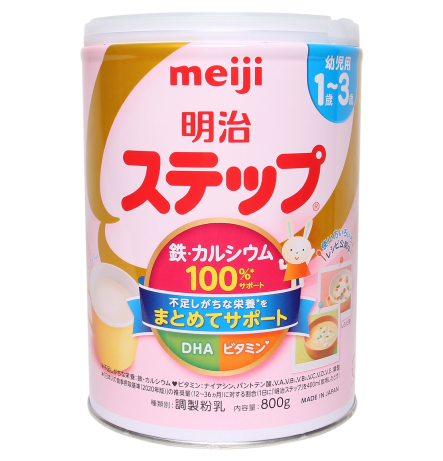 meiji
幼児用
1歳～3歳
明治
ステップ®
鉄・カルシウム
100%*
サポート
不足しがちな栄養*を
まとめてサポート
DHA
ビタミン♥
種類別：調製粉乳 内容量：800g
MADE IN JAPAN